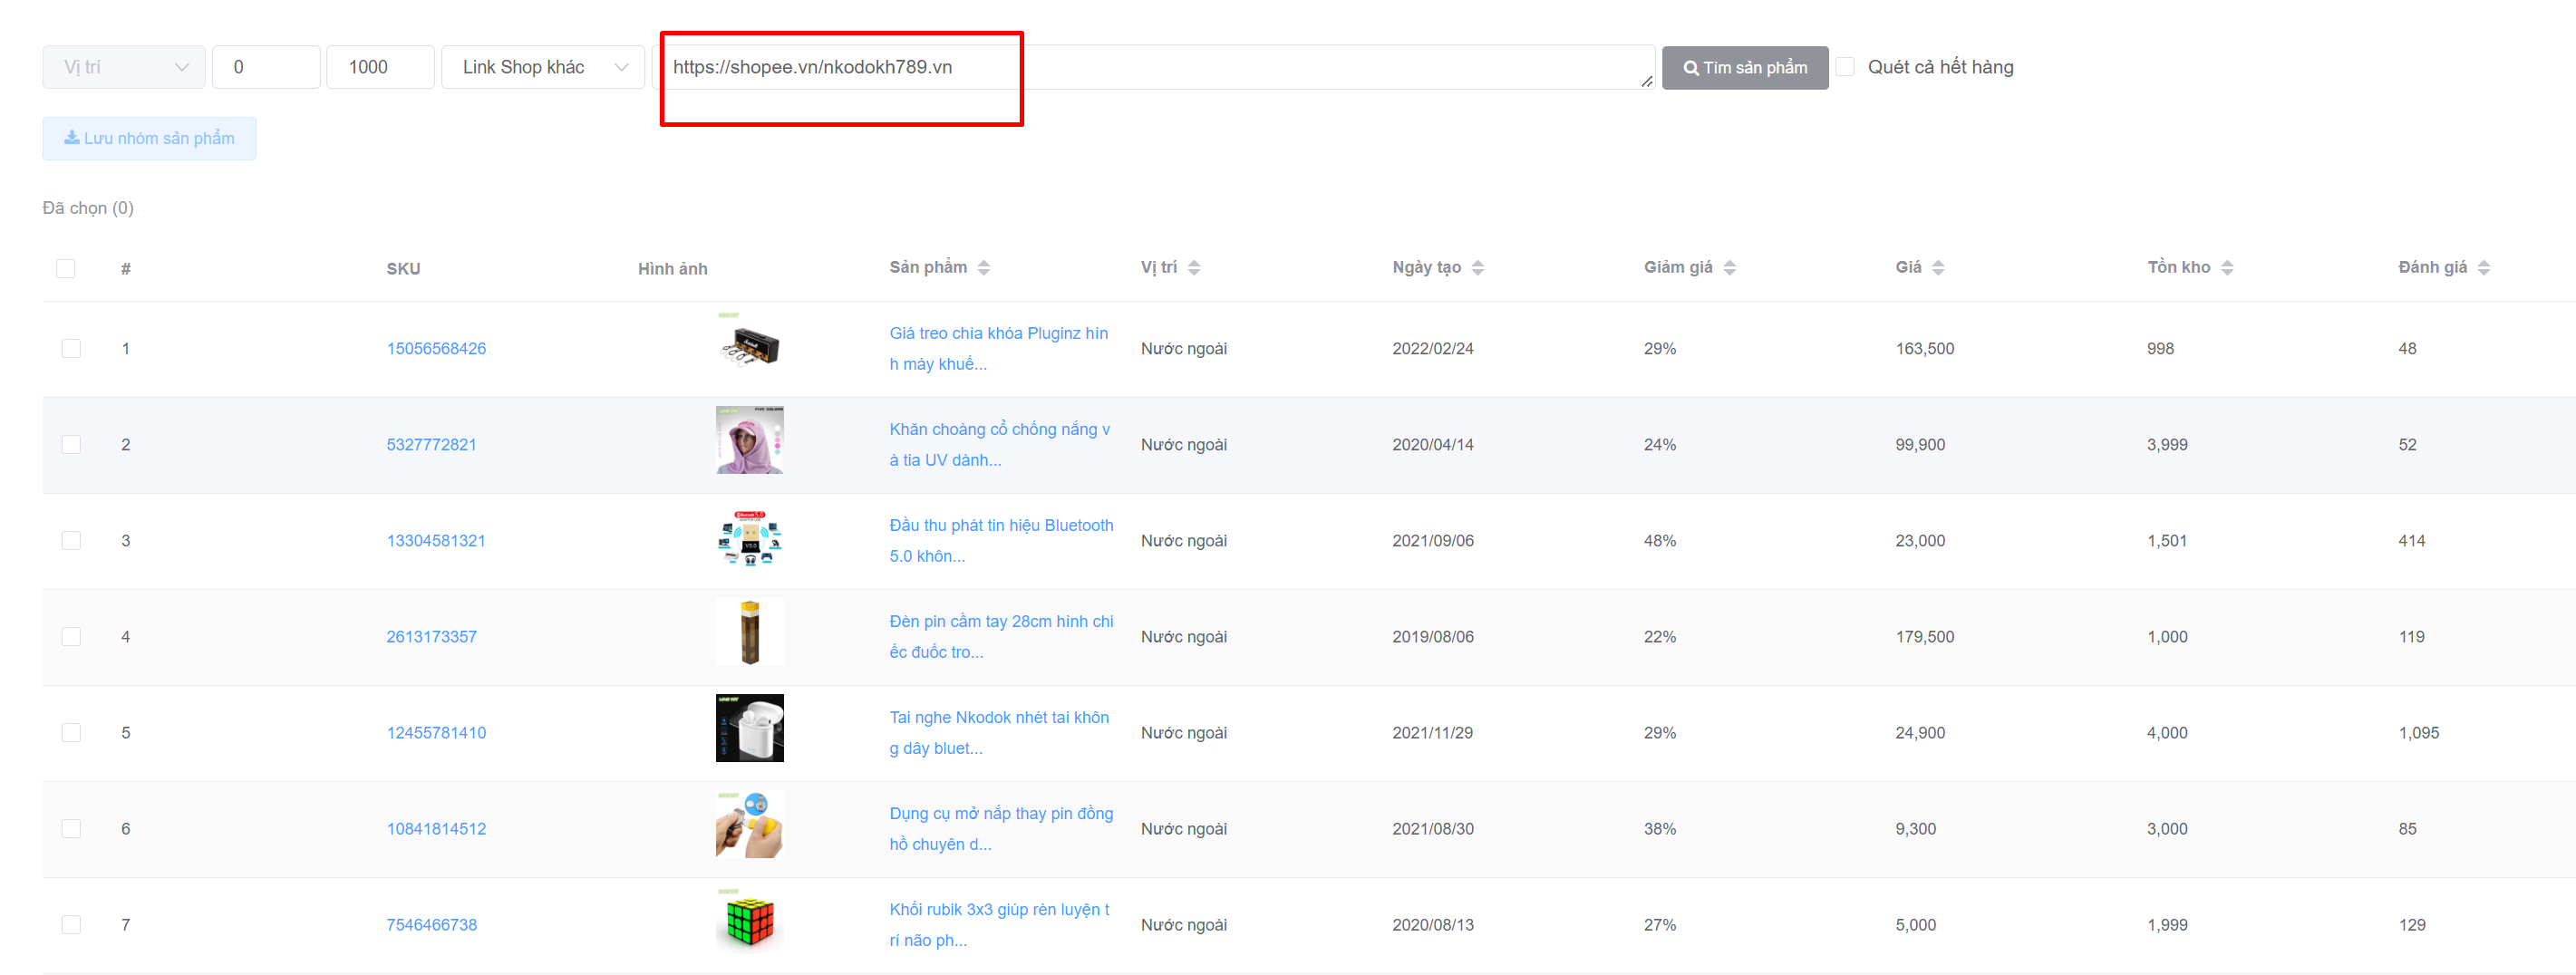 Vị trí 0 1000 Link Shop khác https://shopee.vn/nkodokh789.vn Tìm sản phẩm Quét cả hết hàng
Lưu nhóm sản phẩm
Đã chọn (0)
# SKU Hình ảnh Sản phẩm Vị trí Ngày tạo Giảm giá Giá Tồn kho Đánh giá
1 15056568426 Giá treo chìa khóa Pluginz hìn Nước ngoài 2022/02/24 29% 163,500 998 48
h máy khuế...
2 5327772821 Khăn choàng cổ chống nắng v Nước ngoài 2020/04/14 24% 99,900 3,999 52
à tia UV dành...
3 13304581321 Đầu thu phát tín hiệu Bluetooth Nước ngoài 2021/09/06 48% 23,000 1,501 414
5.0 khôn...
4 2613173357 Đèn pin cầm tay 28cm hình chi Nước ngoài 2019/08/06 22% 179,500 1,000 119
ếc đuốc tro...
5 12455781410 Tai nghe Nkodok nhét tai khôn Nước ngoài 2021/11/29 29% 24,900 4,000 1,095
g dây bluet...
6 10841814512 Dụng cụ mở nắp thay pin đồng Nước ngoài 2021/08/30 38% 9,300 3,000 85
hồ chuyên d...
7 7546466738 Khối rubik 3x3 giúp rèn luyện t Nước ngoài 2020/08/13 27% 5,000 1,999 129
rí não ph...